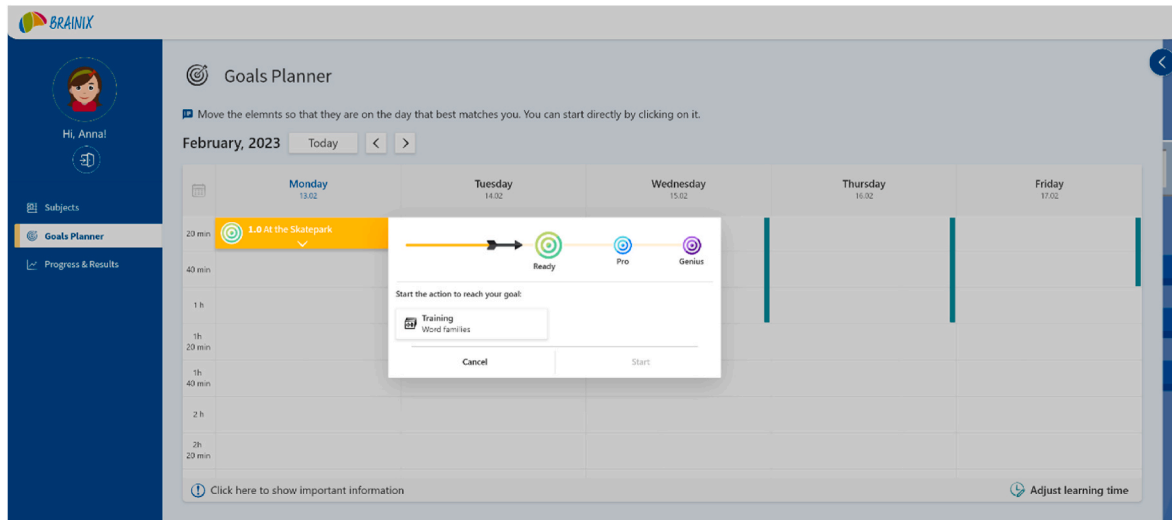 BRAINIX
Goals Planner
Move the elemnts so that they are on the day that best matches you. You can start directly by clicking on it.
Hi, Anna!
February, 2023 Today < >
Monday Tuesday Wednesday Thursday Friday
13.02 14.02 15.02 16.02 17.02
Subjects
Goals Planner
Progress & Results
20 min 1.0 At the Skatepark
40 min
1 h
1h
20 min
1h
40 min
2 h
2h
20 min
Ready Pro Genius
Start the action to reach your goal:
Training
Word families
Cancel Start
Click here to show important information Adjust learning time